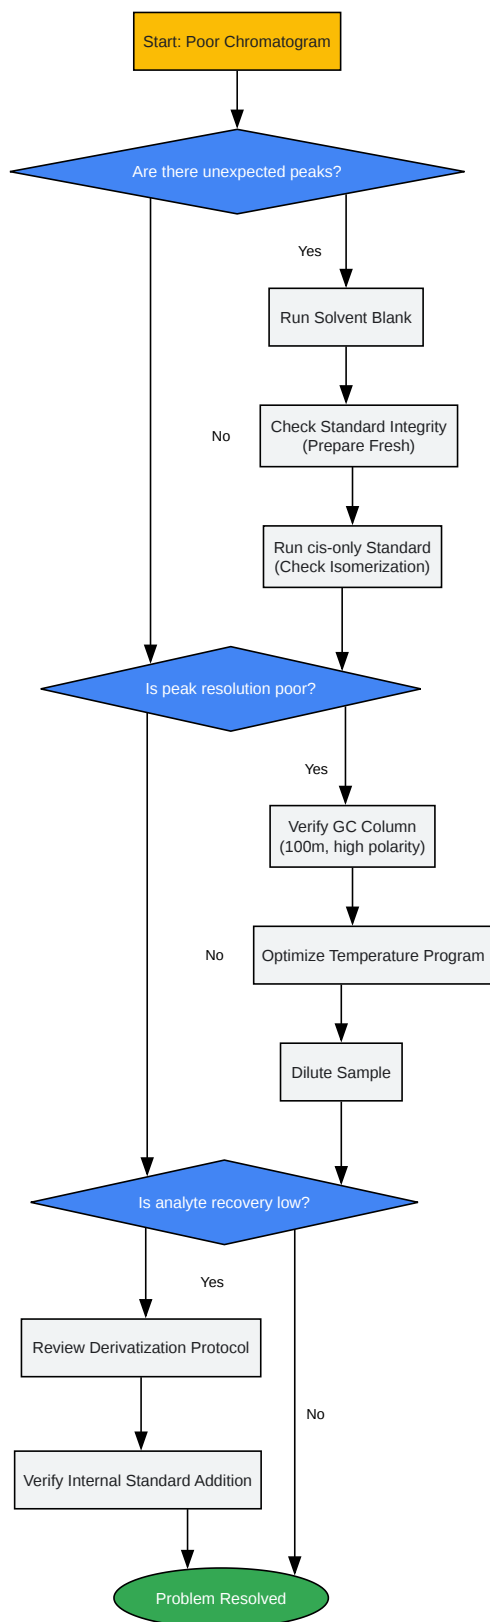 Start: Poor Chromatogram
Are there unexpected peaks?
Yes
Run Solvent Blank
Check Standard Integrity
(Prepare Fresh)
No
Run cis-only Standard
(Check Isomerization)
Is peak resolution poor?
Yes
Verify GC Column
(100m, high polarity)
Optimize Temperature Program
No
Dilute Sample
Is analyte recovery low?
Yes
Review Derivatization Protocol
No
Verify Internal Standard Addition
Problem Resolved